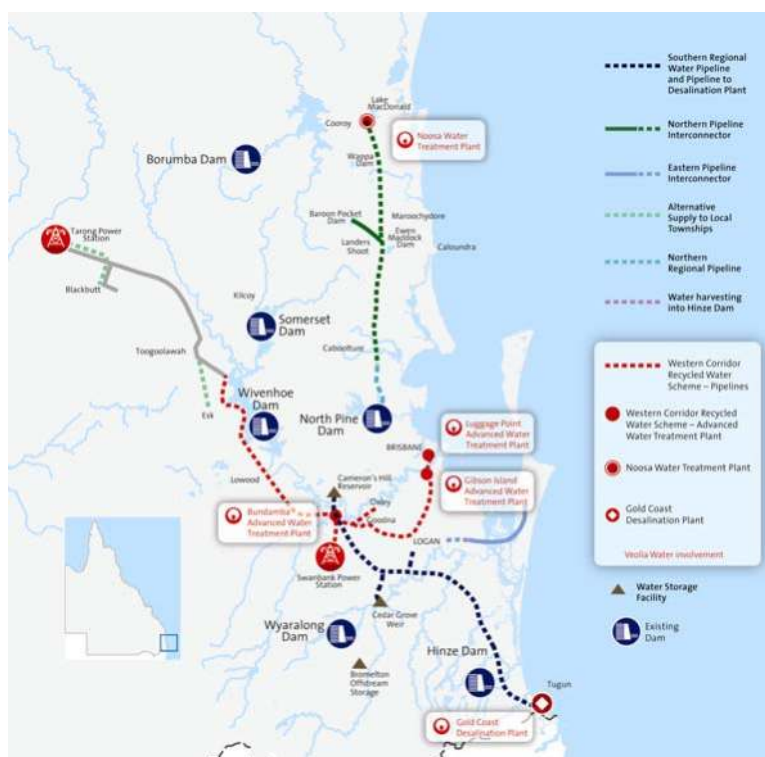 Lake
MacDonald
Cooroy
Noosa Water
Treatment Plant
Wappa
Dam
Borumba Dam
Baroon Pocket
Dam
Maroochydore
Ewen
Maddock
Dam
Landers
Shoot
Caloundra
Tarong Power
Station
Blackbutt
Kilcoy
Somerset
Dam
Caboolture
Toogoolawah
Wivenhoe
Dam
Esk
North Pine
Dam
Luggage Point
Advanced Water
Treatment Plant
BRISBANE
Lowood
Cameron's Hill
Reservoir
Gibson Island
Advanced Water
Treatment Plant
Bundamba
Advanced Water
Treatment Plant
Oxley
Goodna
LOGAN
Swanbank Power
Station
Wyaralong
Dam
Cedar Grove
Weir
Bromelton
Offstream
Storage
Hinze Dam
Tugun
Gold Coast
Desalination Plant
Southern Regional
Water Pipeline
and Pipeline to
Desalination Plant
Northern Pipeline
Interconnector
Eastern Pipeline
Interconnector
Alternative
Supply to Local
Townships
Northern
Regional Pipeline
Water harvesting
into Hinze Dam
Western Corridor
Recycled Water
Scheme – Pipelines
Western Corridor Recycled
Water Scheme – Advanced
Water Treatment Plant
Noosa Water Treatment Plant
Gold Coast
Desalination Plant
Veolia Water involvement
Water Storage
Facility
Existing
Dam